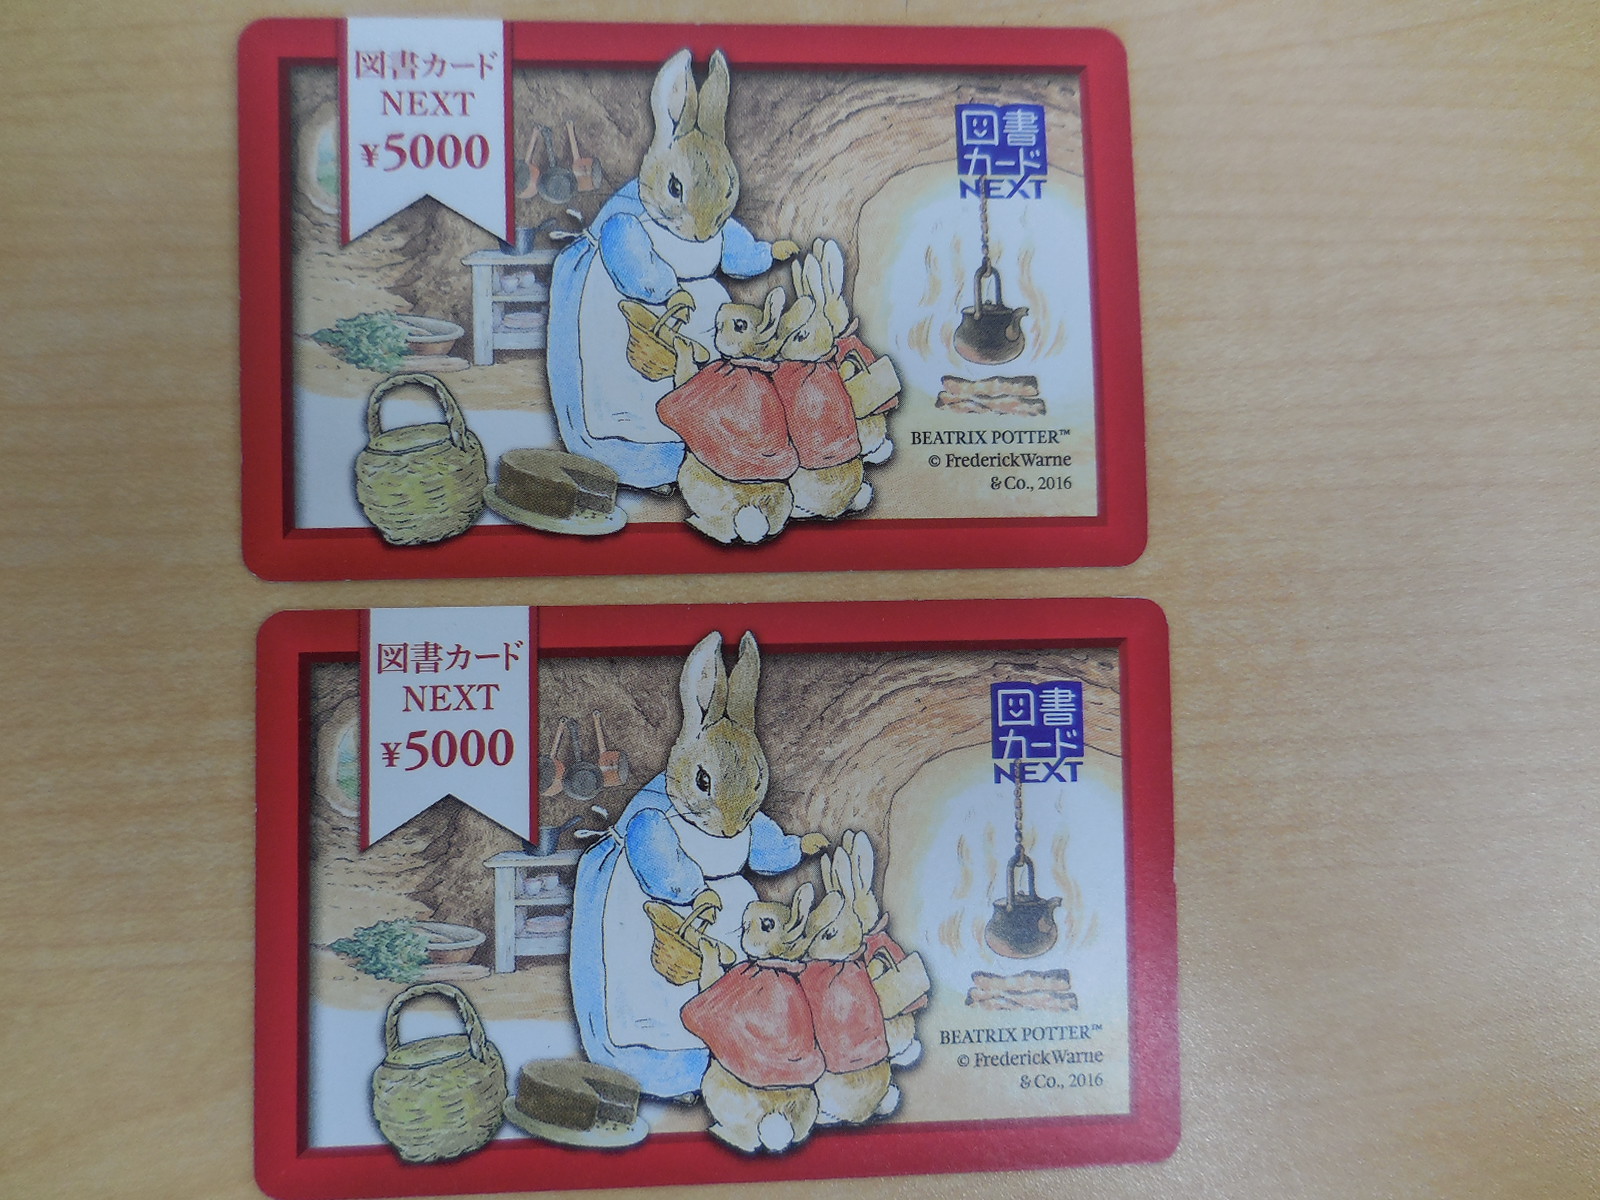 図書カード
NEXT
¥5000
図書
カード
NEXT
BEATRIX POTTER™
© Frederick Warne
& Co., 2016
図書カード
NEXT
¥5000
図書
カード
NEXT
BEATRIX POTTER™
© Frederick Warne
& Co., 2016